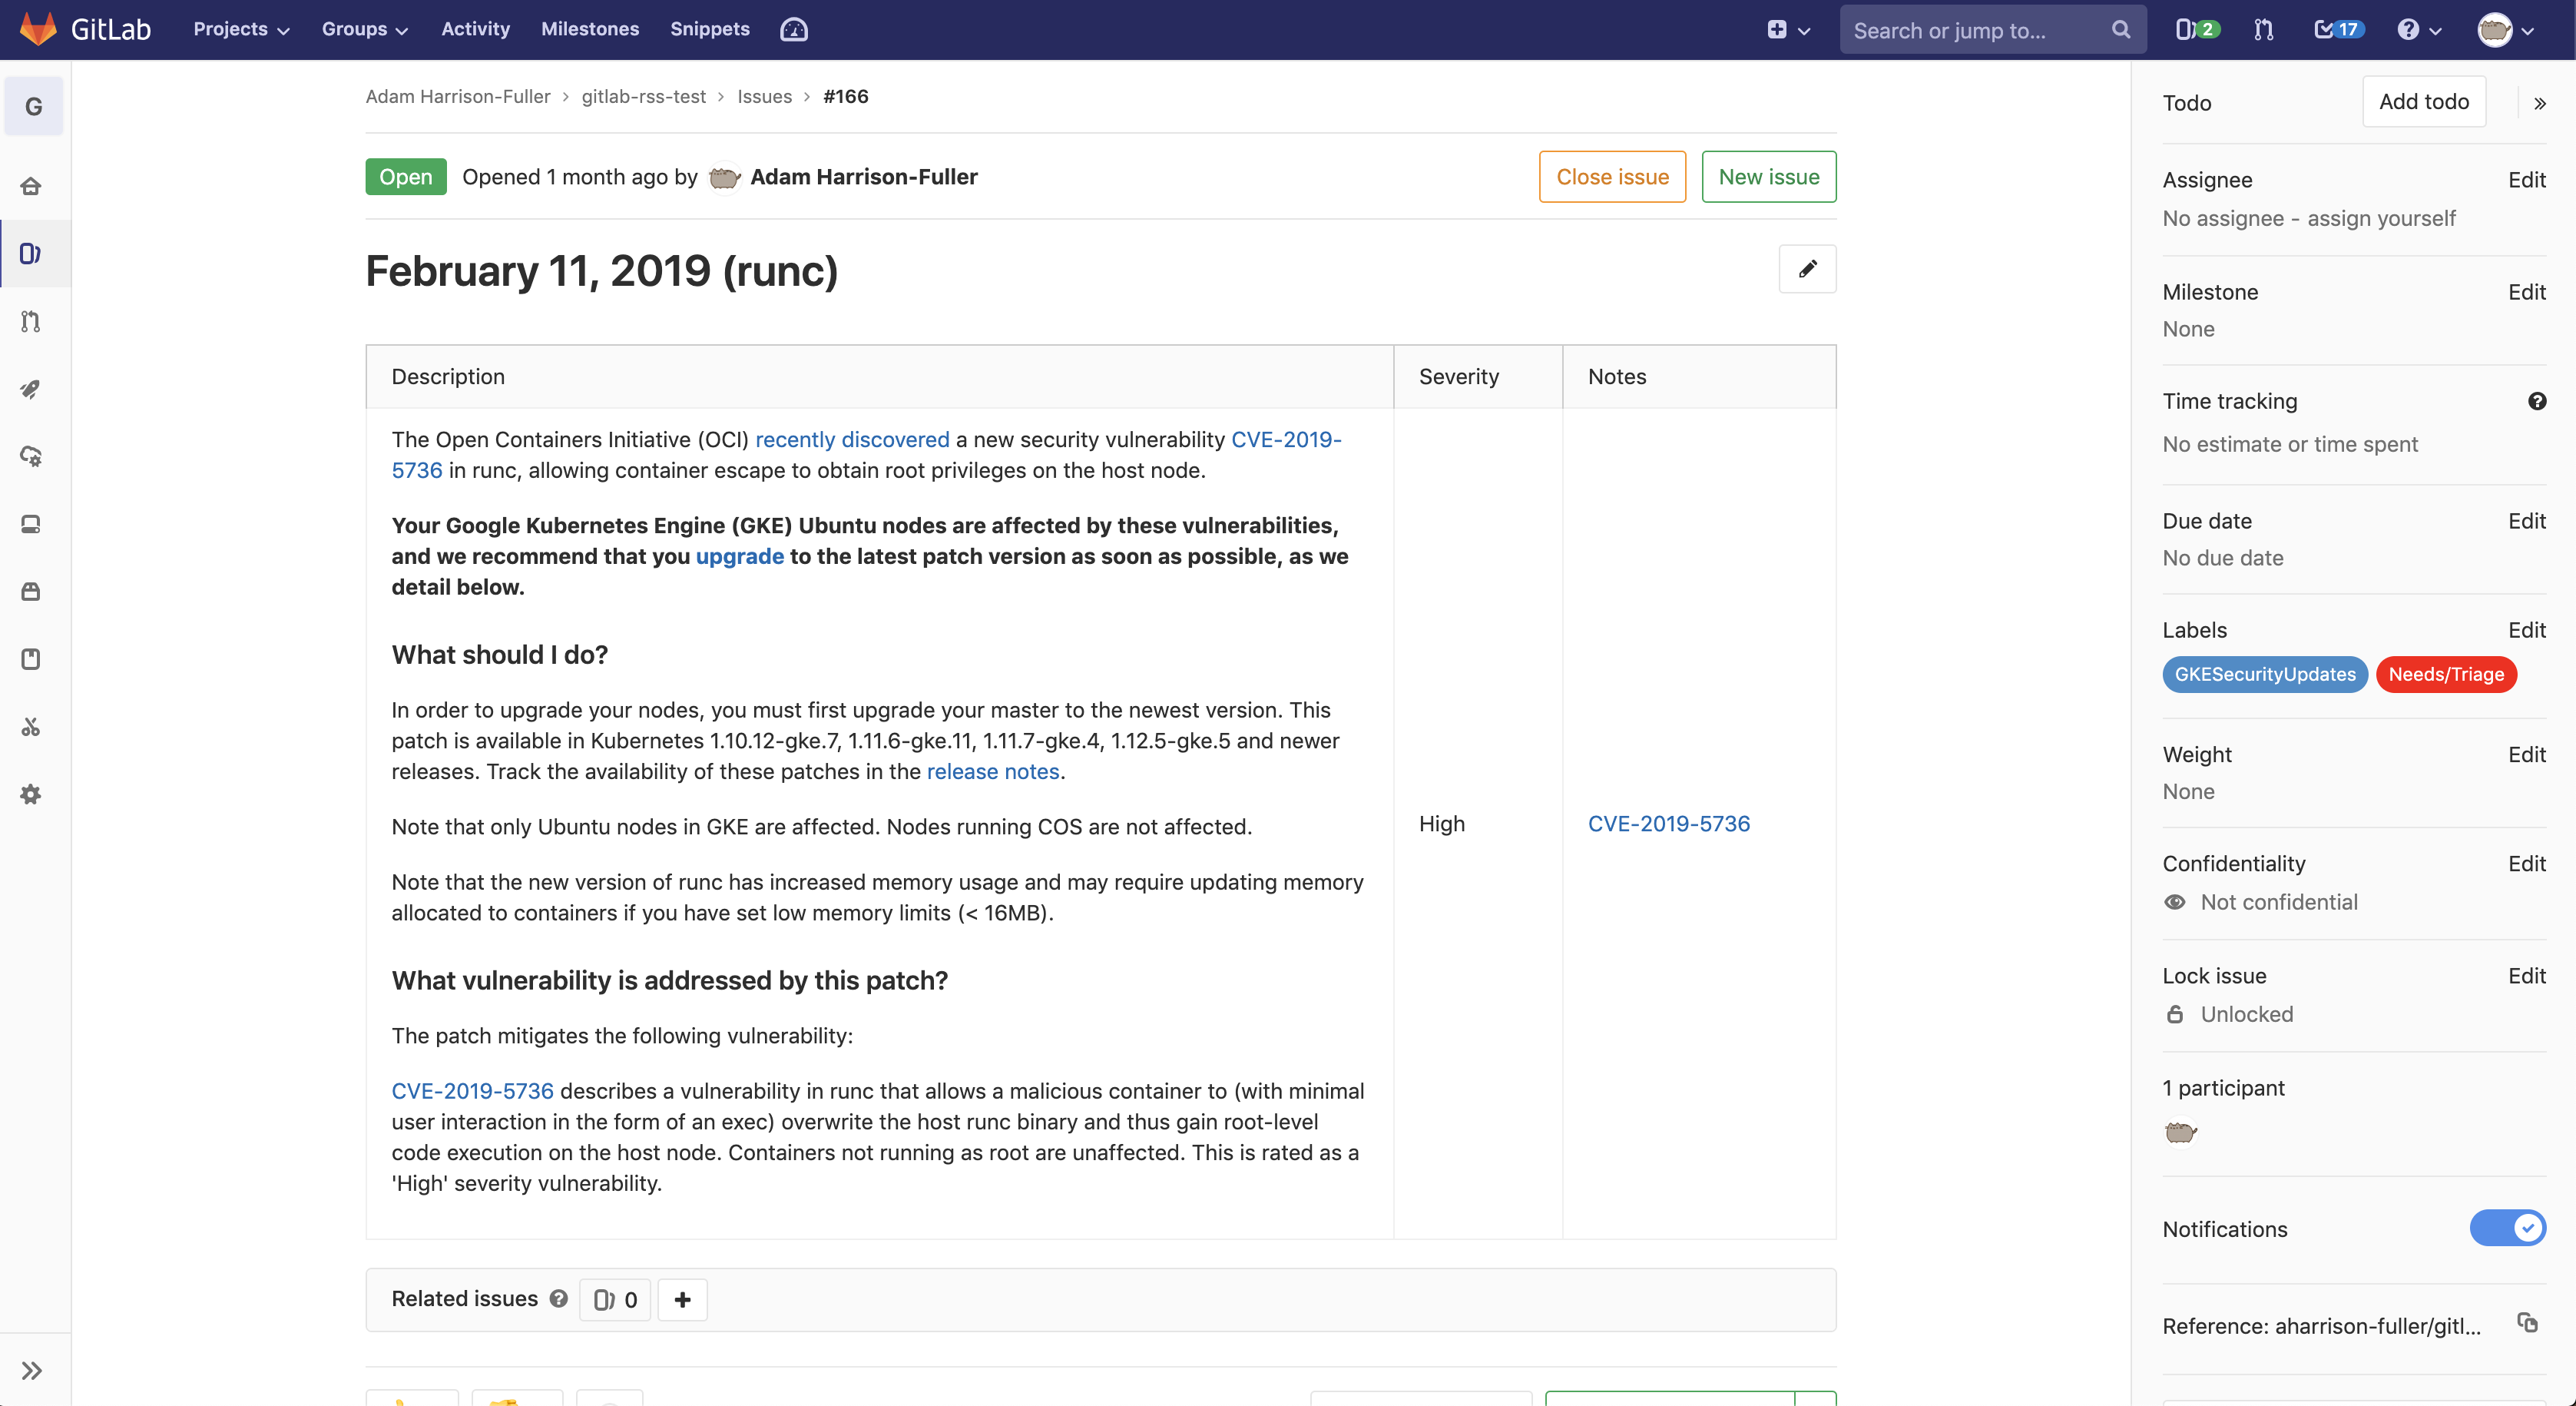 GitLab Projects Groups Activity Milestones Snippets Search or jump to... 2 17
G
Adam Harrison-Fuller > gitlab-rss-test > Issues > #166
Open Opened 1 month ago by Adam Harrison-Fuller Close issue New issue
February 11, 2019 (runc)
Description Severity Notes
The Open Containers Initiative (OCI) recently discovered a new security vulnerability CVE-2019-
5736 in runc, allowing container escape to obtain root privileges on the host node.
Your Google Kubernetes Engine (GKE) Ubuntu nodes are affected by these vulnerabilities,
and we recommend that you upgrade to the latest patch version as soon as possible, as we
detail below.
What should I do?
In order to upgrade your nodes, you must first upgrade your master to the newest version. This
patch is available in Kubernetes 1.10.12-gke.7, 1.11.6-gke.11, 1.11.7-gke.4, 1.12.5-gke.5 and newer
releases. Track the availability of these patches in the release notes.
Note that only Ubuntu nodes in GKE are affected. Nodes running COS are not affected.
High
CVE-2019-5736
Note that the new version of runc has increased memory usage and may require updating memory
allocated to containers if you have set low memory limits (< 16MB).
What vulnerability is addressed by this patch?
The patch mitigates the following vulnerability:
CVE-2019-5736 describes a vulnerability in runc that allows a malicious container to (with minimal
user interaction in the form of an exec) overwrite the host runc binary and thus gain root-level
code execution on the host node. Containers not running as root are unaffected. This is rated as a
'High' severity vulnerability.
Related issues 0
Todo Add todo
Assignee Edit
No assignee - assign yourself
Milestone Edit
None
Time tracking
No estimate or time spent
Due date Edit
No due date
Labels Edit
GKESecurityUpdates Needs/Triage
Weight Edit
None
Confidentiality Edit
Not confidential
Lock issue Edit
Unlocked
1 participant
Notifications
Reference: aharrison-fuller/gitl...